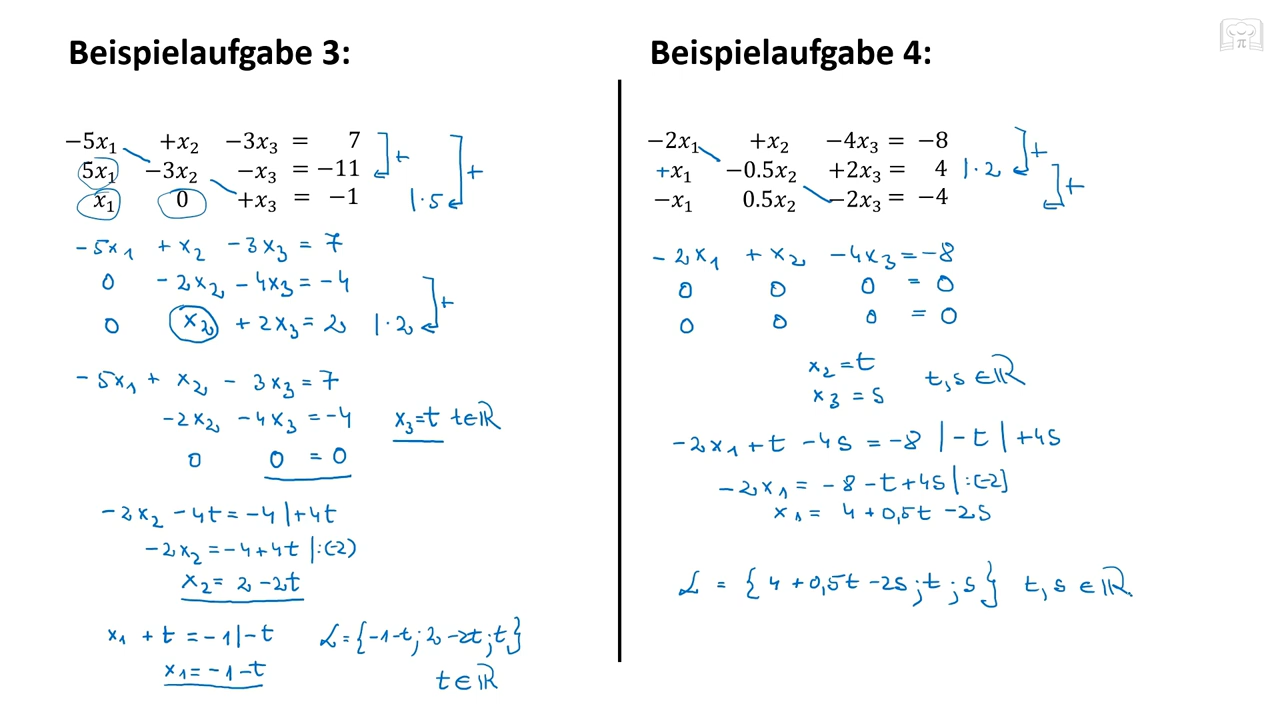 Beispielaufgabe 3:
−5x₁ +x₂ −3x₃ = 7 +
5x₁ −3x₂ −x₃ = −11 +
x₁ 0 +x₃ = −1 |·5
-5x₁ + x₂ - 3x₃ = 7
0 - 2x₂ - 4x₃ = -4 +
0 x₂ + 2x₃ = 2 |·2
-5x₁ + x₂ - 3x₃ = 7
-2x₂ - 4x₃ = -4 x₃=t t∈ℝ
0 0 = 0
-2x₂ - 4t = -4 |+4t
-2x₂ = -4+4t |:(-2)
x₂ = 2 -2t
x₁ + t = -1 |-t L={-1-t; 2-2t; t}
x₁ = -1-t t∈ℝ
Beispielaufgabe 4:
−2x₁ +x₂ −4x₃ = −8 +
+x₁ −0.5x₂ +2x₃ = 4 |·2 +
−x₁ 0.5x₂ −2x₃ = −4
-2x₁ + x₂ -4x₃ = -8
0 0 0 = 0
0 0 0 = 0
x₂ = t
x₃ = s t,s ∈ℝ
-2x₁ + t -4s = -8 |-t |+4s
-2x₁ = -8 -t+4s |:(-2)
x₁ = 4 + 0,5t -2s
L = {4 + 0,5t -2s; t; s} t,s ∈ℝ.
π